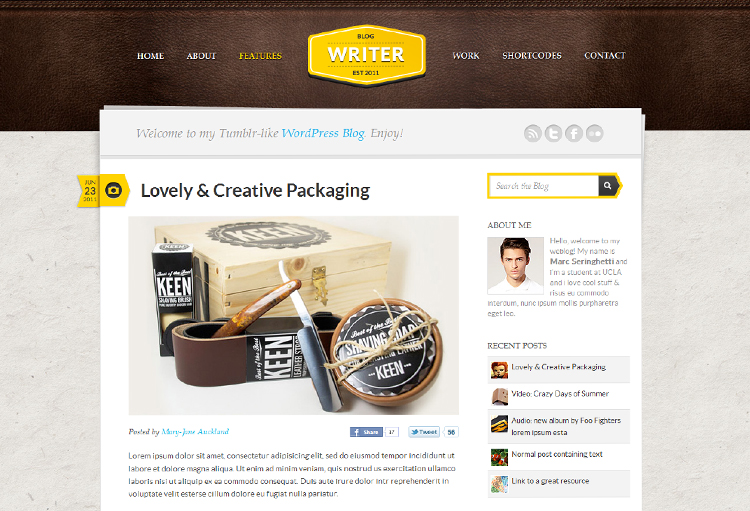 HOME
ABOUT
FEATURES
BLOG
WRITER
EST 2011
WORK
SHORTCODES
CONTACT
Welcome to my Tumblr-like WordPress Blog. Enjoy!
JUN
23
2011
Lovely & Creative Packaging
Best of the Best
KEEN
SHAVING BRUSH
KEEN
LEATHER STROP
Best of the Best
SHAVING SOAP
KEEN
Posted by Mary-Jane Auckland
Share
17
Tweet
56
Lorem ipsum dolor sit amet, consectetur adipisicing elit, sed do eiusmod tempor incididunt ut
labore et dolore magna aliqua. Ut enim ad minim veniam, quis nostrud us exercitation ullamco
laboris nisi ut aliquip ex ea commodo consequat. Duis aute irure dolor intr reprehenderit in
voluptate velit esterse cillum dolore eu fugiat nulla pariatur.
Search the Blog
ABOUT ME
Hello, welcome to my
weblog! My name is
Marc Seringhetti and
I'm a student at UCLA
and I love cool stuff &
risus eu commodo
interdum, nunc ipsum mollis purpharetra
eget leo.
RECENT POSTS
Lovely & Creative Packaging
Video: Crazy Days of Summer
Audio: new album by Foo Fighters
lorem ipsum esta
Normal post containing text
Link to a great resource